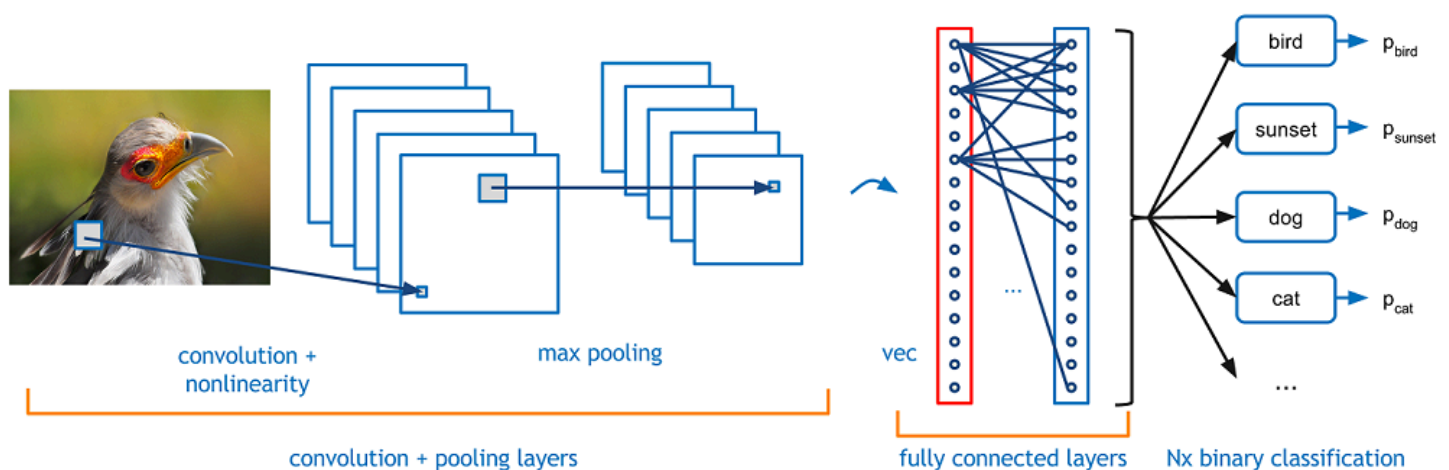 bird
p_bird
sunset
p_sunset
dog
p_dog
cat
p_cat
...
...
convolution +
nonlinearity
max pooling
vec
convolution + pooling layers
fully connected layers
Nx binary classification